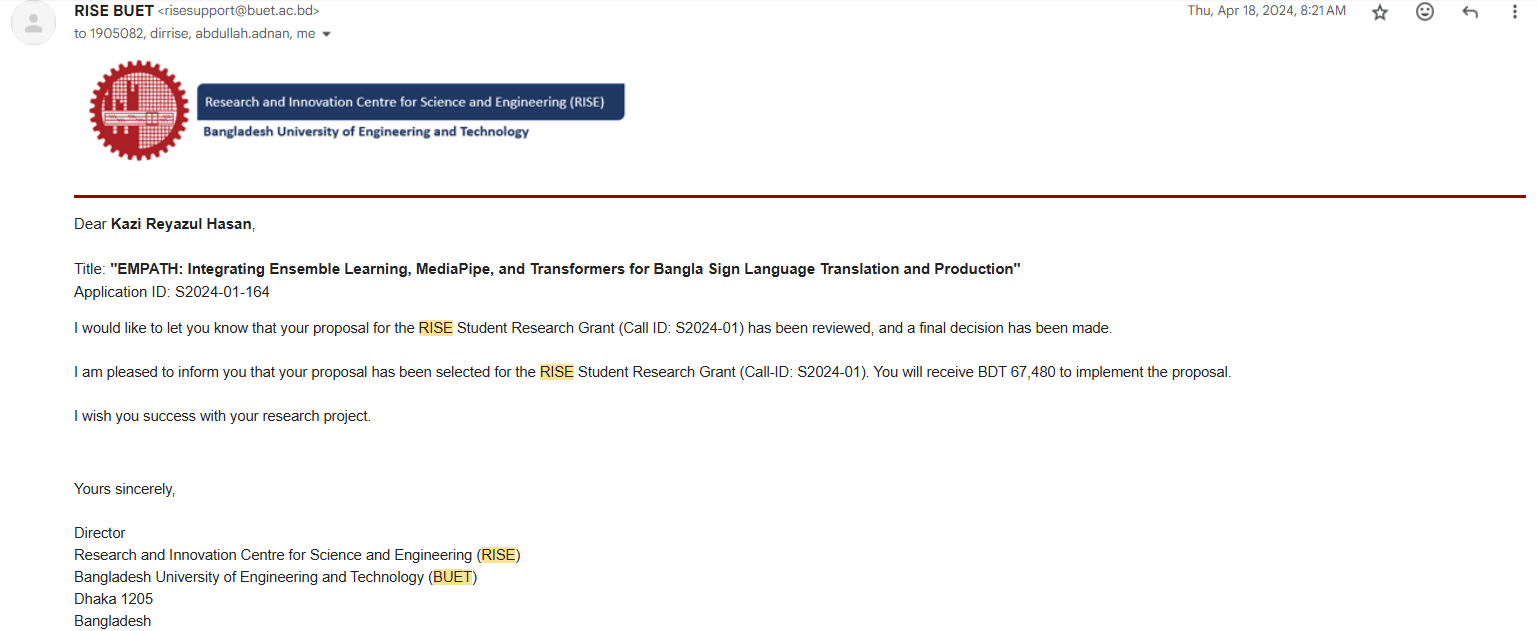 RISE BUET <risesupport@buet.ac.bd>
Thu, Apr 18, 2024, 8:21 AM
to 1905082, dirrise, abdullah.adnan, me
Research and Innovation Centre for Science and Engineering (RISE)
Bangladesh University of Engineering and Technology
Dear Kazi Reyazul Hasan,
Title: "EMPATH: Integrating Ensemble Learning, MediaPipe, and Transformers for Bangla Sign Language Translation and Production"
Application ID: S2024-01-164
I would like to let you know that your proposal for the RISE Student Research Grant (Call ID: S2024-01) has been reviewed, and a final decision has been made.
I am pleased to inform you that your proposal has been selected for the RISE Student Research Grant (Call-ID: S2024-01). You will receive BDT 67,480 to implement the proposal.
I wish you success with your research project.
Yours sincerely,
Director
Research and Innovation Centre for Science and Engineering (RISE)
Bangladesh University of Engineering and Technology (BUET)
Dhaka 1205
Bangladesh